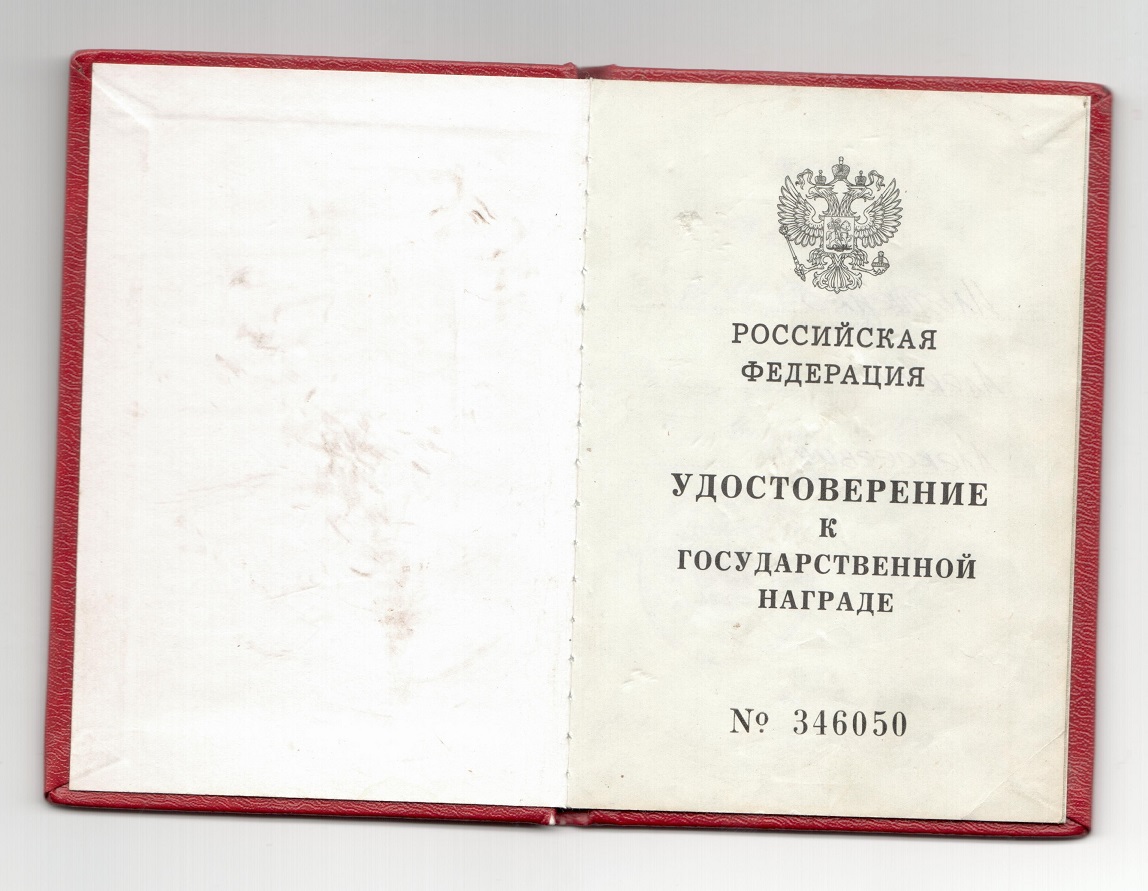 РОССИЙСКАЯ
ФЕДЕРАЦИЯ
УДОСТОВЕРЕНИЕ
К
ГОСУДАРСТВЕННОЙ
НАГРАДЕ
№ 346050